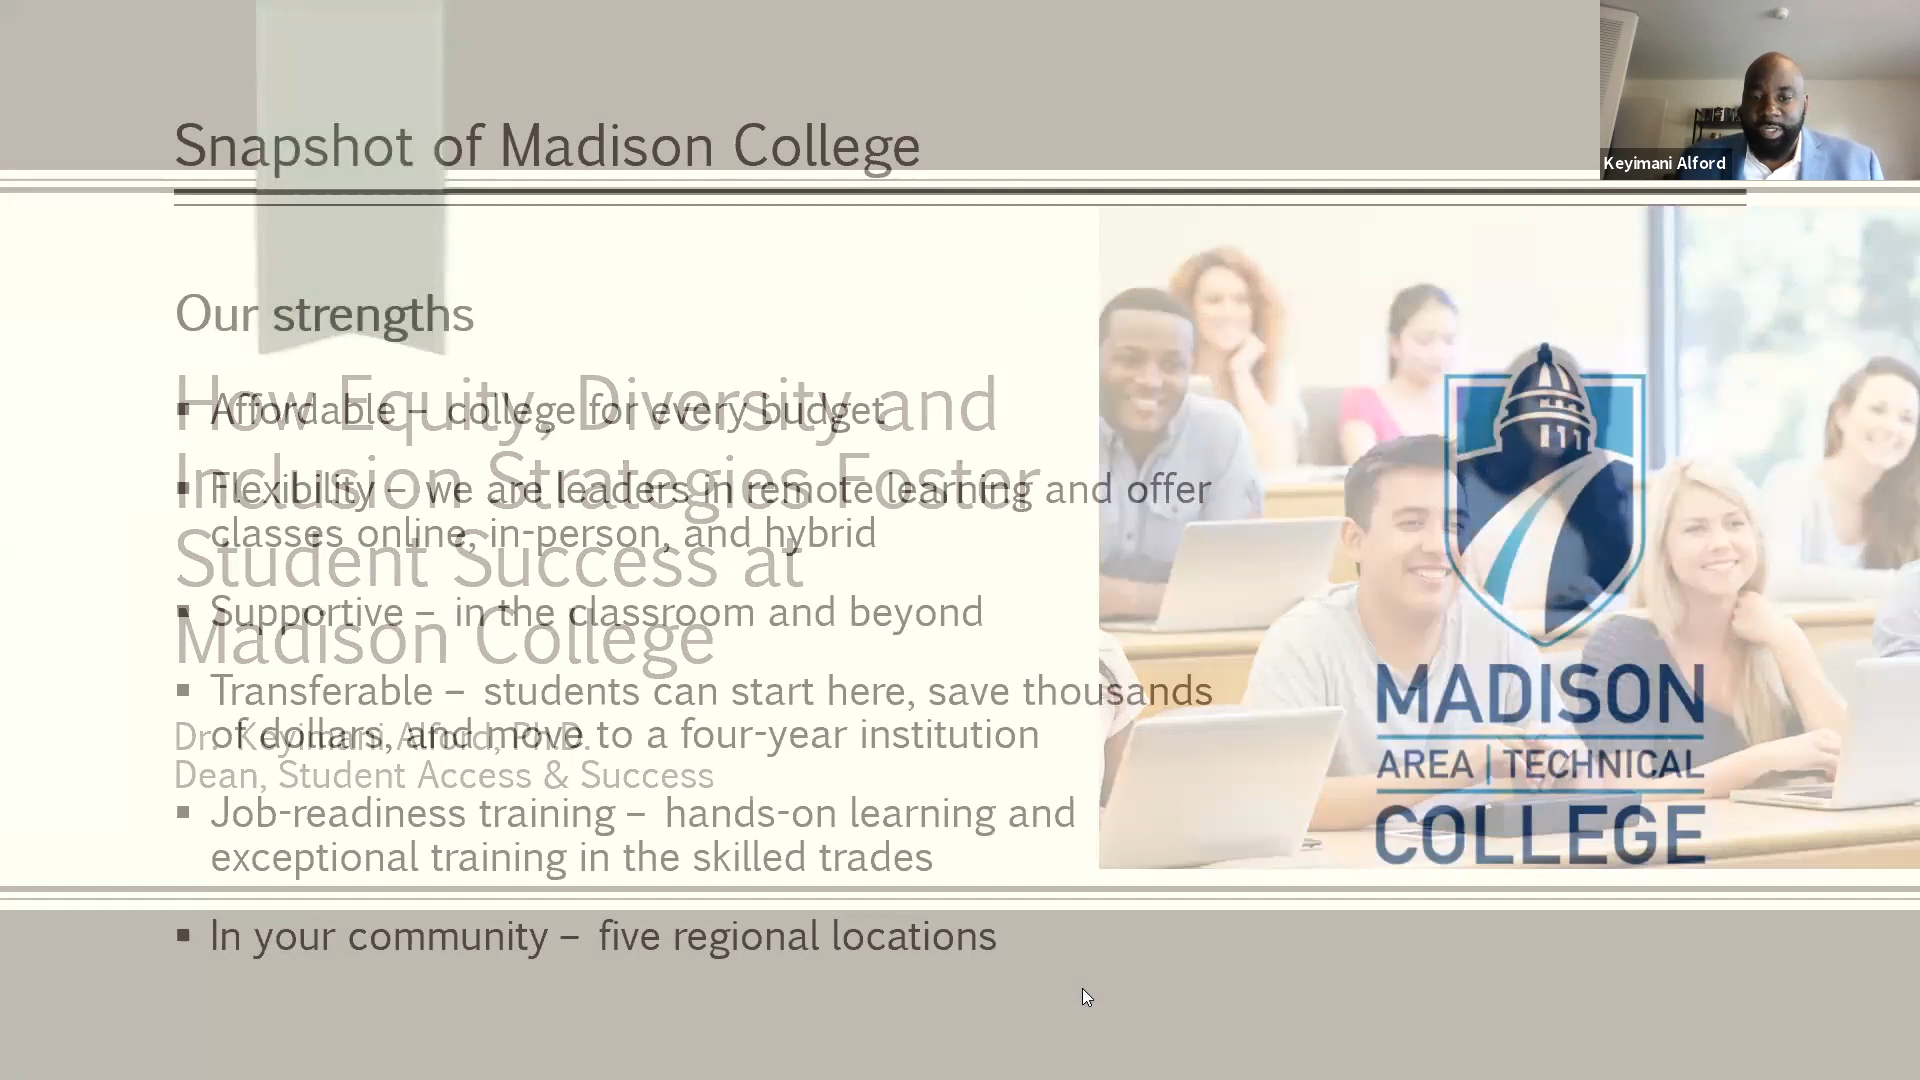 Snapshot of Madison College
Keyimani Alford
Our strengths
How Equity, Diversity and
Inclusion Strategies Foster
Student Success at
Madison College
Dr. Keyimani Alford, Ph.D.
Dean, Student Access & Success
▪ Affordable – college for every budget
▪ Flexibility – we are leaders in remote learning and offer
classes online, in-person, and hybrid
▪ Supportive – in the classroom and beyond
▪ Transferable – students can start here, save thousands
of dollars, and move to a four-year institution
▪ Job-readiness training – hands-on learning and
exceptional training in the skilled trades
▪ In your community – five regional locations
MADISON
AREA | TECHNICAL
COLLEGE